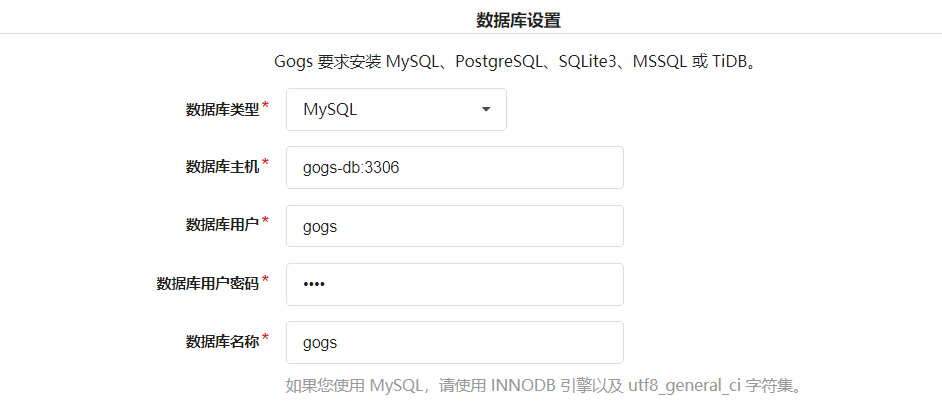 数据库设置
Gogs 要求安装 MySQL、PostgreSQL、SQLite3、MSSQL 或 TiDB。
数据库类型* MySQL
数据库主机* gogs-db:3306
数据库用户* gogs
数据库用户密码* ••••
数据库名称* gogs
如果您使用 MySQL，请使用 INNODB 引擎以及 utf8_general_ci 字符集。